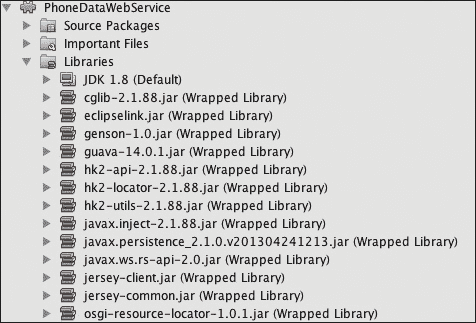 PhoneDataWebService
Source Packages
Important Files
Libraries
JDK 1.8 (Default)
cglib-2.1.88.jar (Wrapped Library)
eclipselink.jar (Wrapped Library)
genson-1.0.jar (Wrapped Library)
guava-14.0.1.jar (Wrapped Library)
hk2-api-2.1.88.jar (Wrapped Library)
hk2-locator-2.1.88.jar (Wrapped Library)
hk2-utils-2.1.88.jar (Wrapped Library)
javax.inject-2.1.88.jar (Wrapped Library)
javax.persistence_2.1.0.v201304241213.jar (Wrapped Library)
javax.ws.rs-api-2.0.jar (Wrapped Library)
jersey-client.jar (Wrapped Library)
jersey-common.jar (Wrapped Library)
osgi-resource-locator-1.0.1.jar (Wrapped Library)